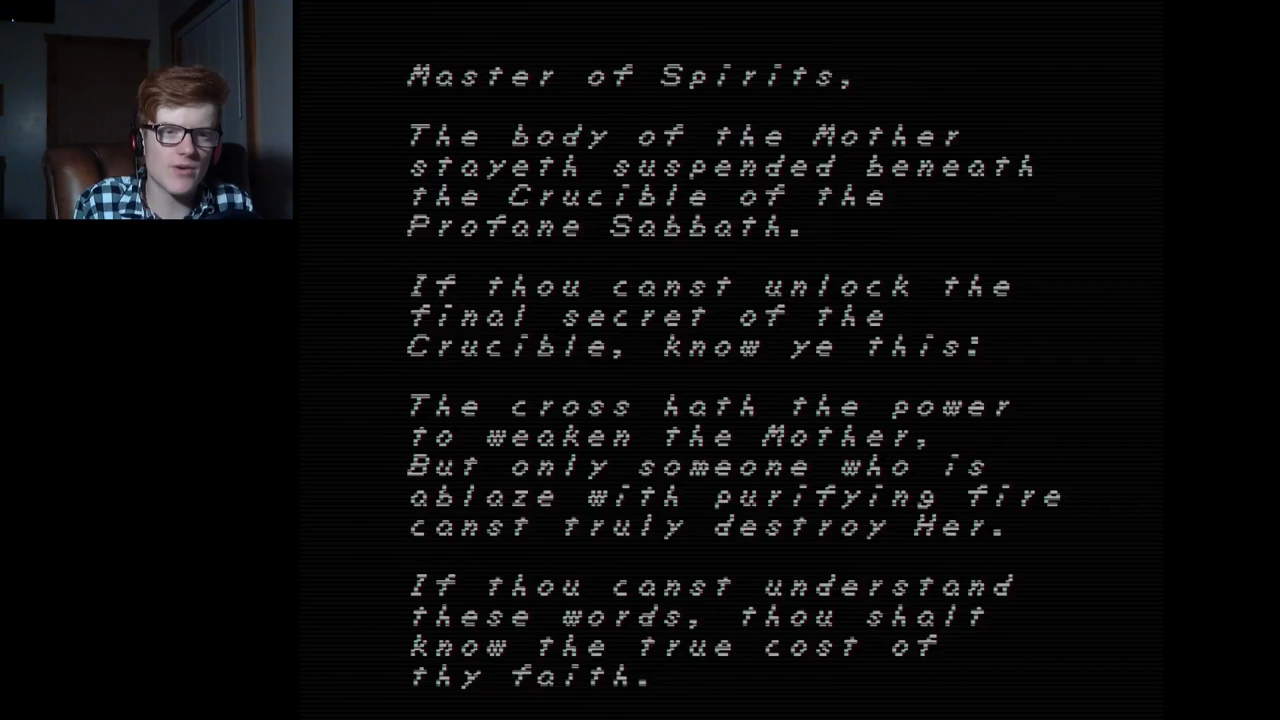 Master of Spirits,
The body of the Mother
stayeth suspended beneath
the Crucible of the
Profane Sabbath.
If thou canst unlock the
final secret of the
Crucible, know ye this:
The cross hath the power
to weaken the Mother,
But only someone who is
ablaze with purifying fire
canst truly destroy Her.
If thou canst understand
these words, thou shalt
know the true cost of
thy faith.